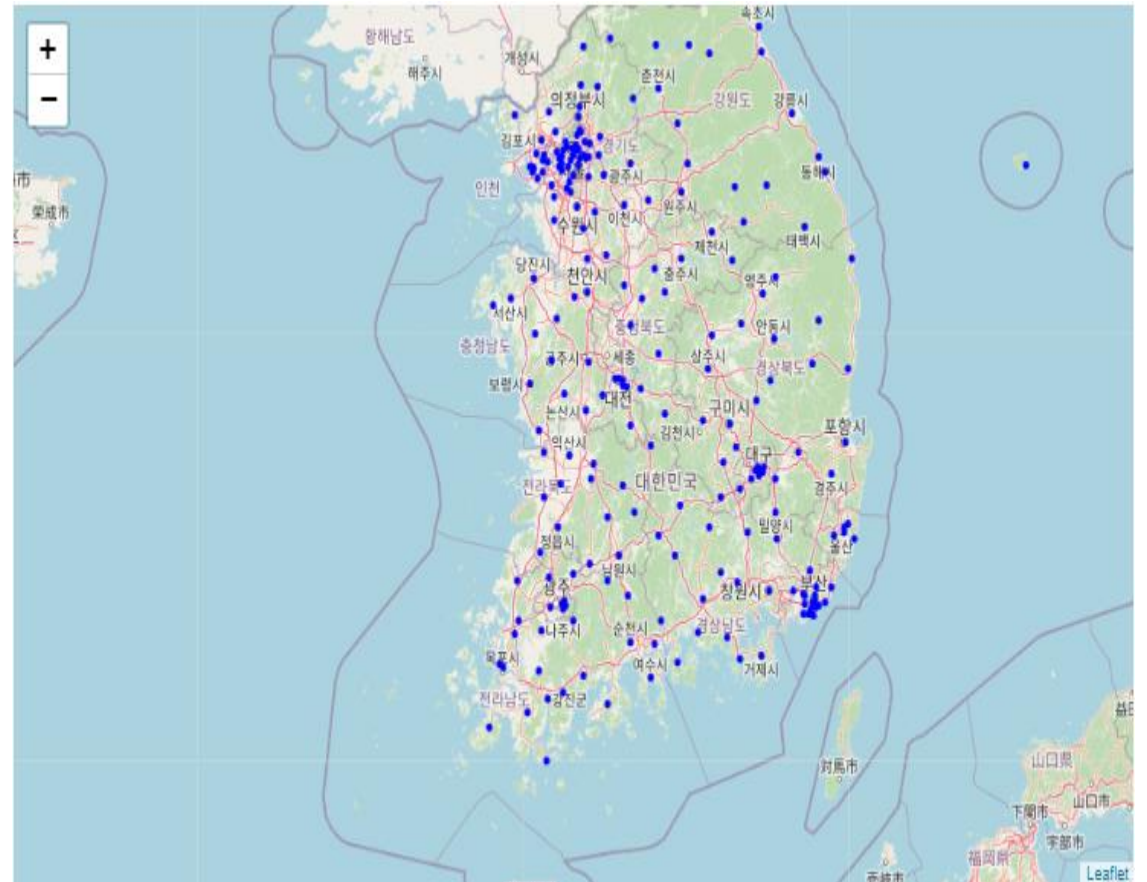 속초시
황해남도
+
개성시
해주시
춘천시
−
의정부시
강원도
강릉시
김포시
경기도
광주시
동해시
市
인천
荣成市
이천시
원주시
수원시
태백시
제천시
당진시
천안시
충주시
영주시
서산시
충청북도
안동시
충청남도
공주시
세종
상주시
경상북도
보령시
대전
논산시
구미시
김천시
포항시
익산시
대구
전라북도
대한민국
경주시
밀양시
정읍시
울산
남원시
광주
창원시
부산
나주시
순천시
경상남도
목포시
여수시
거제시
전라남도
강진군
益田
山口県
対馬市
山口市
下関市
宇部市
福岡県
壱岐市
Leaflet